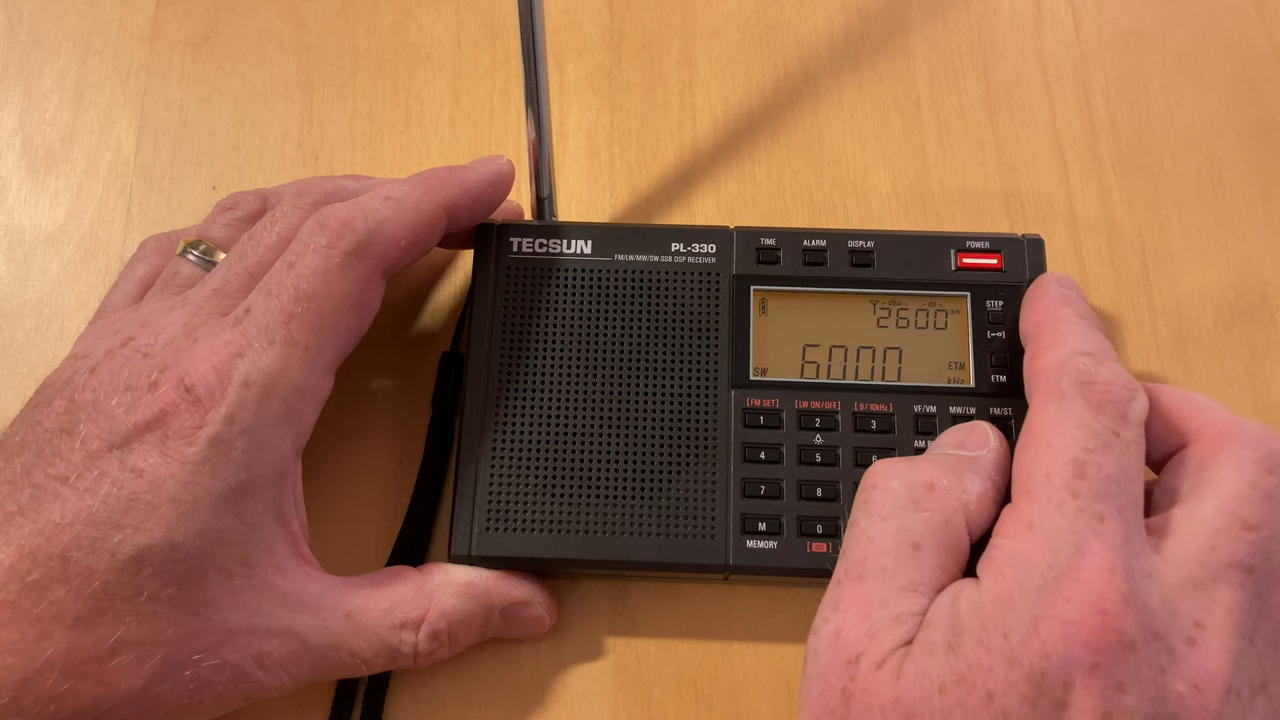 TECSUN
PL-330
FM/LW/MW/SW-SSB DSP RECEIVER
TIME ALARM DISPLAY
POWER
2600
6000
SW
ETM
kHz
STEP
ETM
[FM SET] [LW ON/OFF] [9/10kHz]
VF/VM MW/LW FM/ST.
1 2 3
AM
4 5 6
7 8
M 0
MEMORY